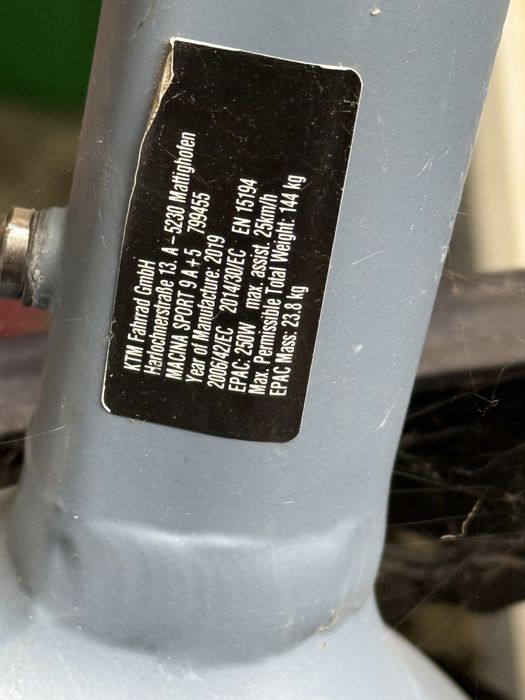 KTM Fahrrad GmbH
Harlochnerstraße 13, A – 5230 Mattighofen
MACINA SPORT 9 A+5 799455
Year of Manufacture: 2019
2006/42/EC 2014/30/EC EN 15194
EPAC: 250W max. assist. 25km/h
Max. Permissible Total Weight: 144 kg
EPAC Mass: 23.8 kg